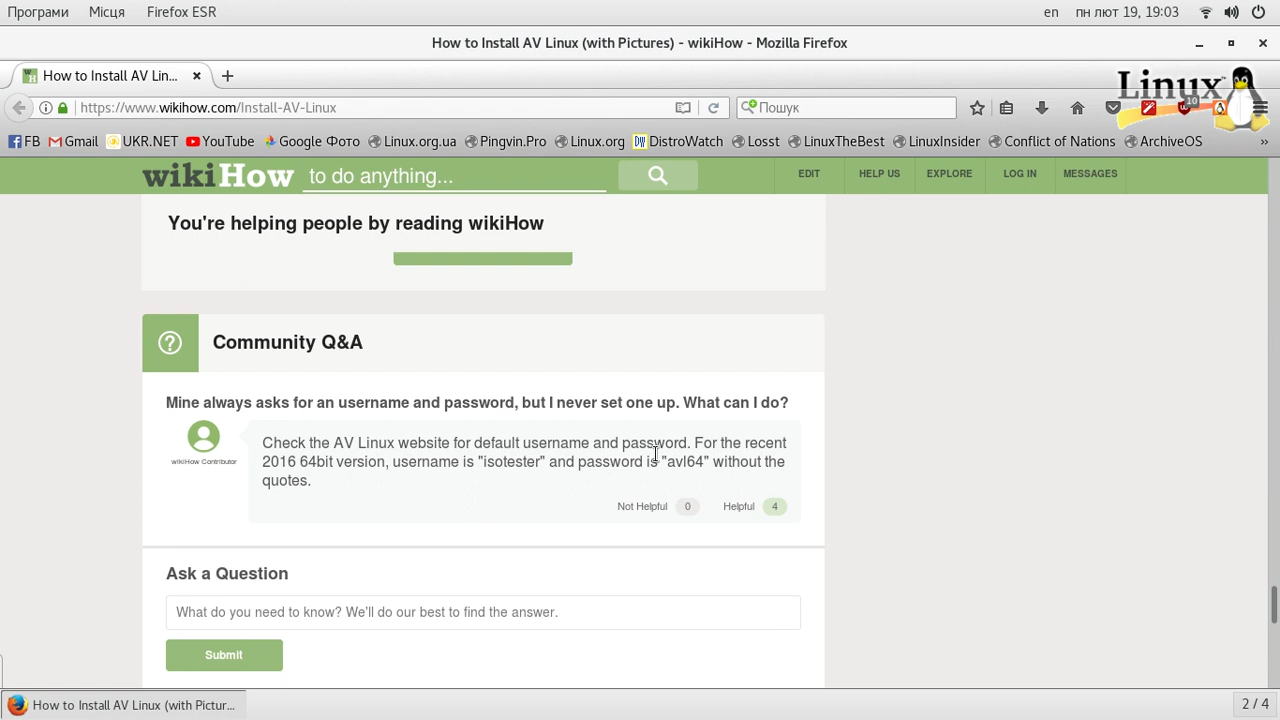 Програми Місця Firefox ESR en пн лют 19, 19:03
How to Install AV Linux (with Pictures) - wikiHow - Mozilla Firefox
How to Install AV Lin...
Linux
https://www.wikihow.com/Install-AV-Linux Пошук 10
FB Gmail UKR.NET YouTube Google Фото Linux.org.ua Pingvin.Pro Linux.org DistroWatch Losst LinuxTheBest LinuxInsider Conflict of Nations ArchiveOS »
wikiHow to do anything... EDIT HELP US EXPLORE LOG IN MESSAGES
You're helping people by reading wikiHow
Community Q&A
Mine always asks for an username and password, but I never set one up. What can I do?
wikiHow Contributor
Check the AV Linux website for default username and password. For the recent
2016 64bit version, username is "isotester" and password is "avl64" without the
quotes.
Not Helpful 0 Helpful 4
Ask a Question
What do you need to know? We'll do our best to find the answer.
Submit
How to Install AV Linux (with Pictur... 2 / 4